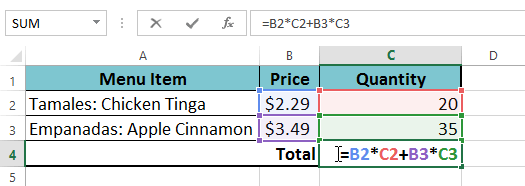 SUM =B2*C2+B3*C3
A B C D
1 Menu Item Price Quantity
2 Tamales: Chicken Tinga $2.29 20
3 Empanadas: Apple Cinnamon $3.49 35
4 Total =B2*C2+B3*C3
5